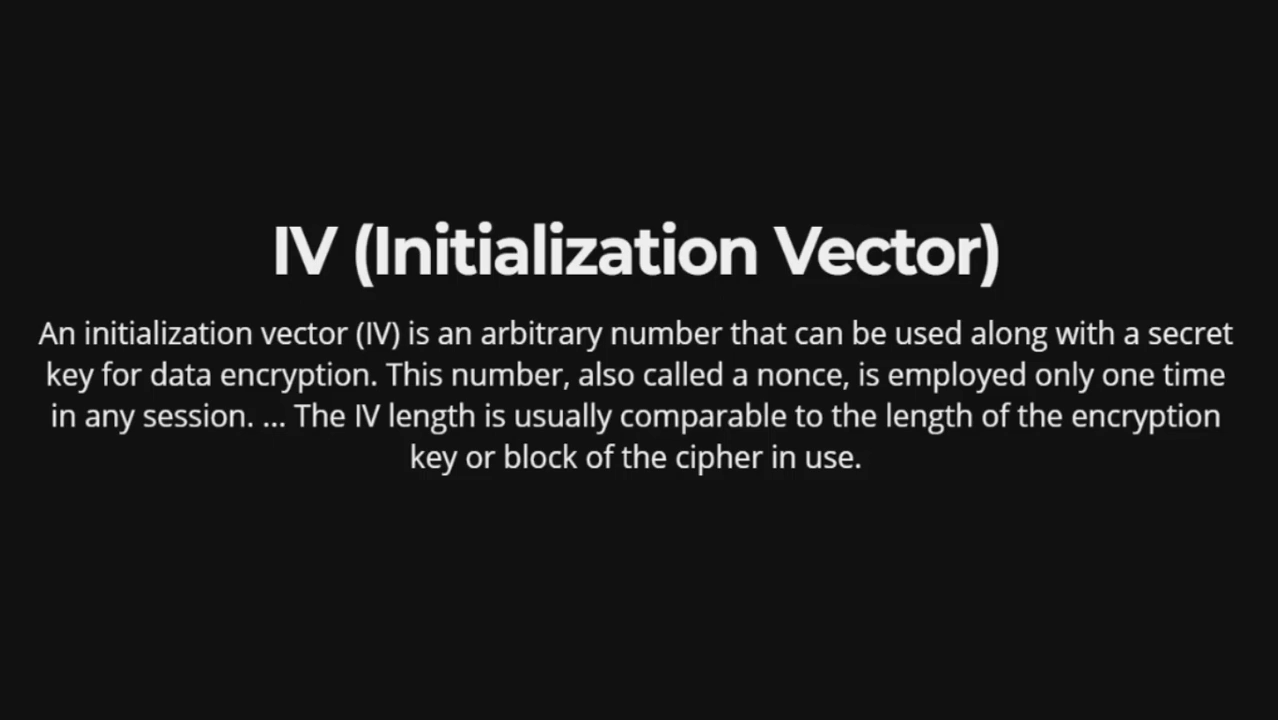 IV (Initialization Vector)
An initialization vector (IV) is an arbitrary number that can be used along with a secret
key for data encryption. This number, also called a nonce, is employed only one time
in any session. ... The IV length is usually comparable to the length of the encryption
key or block of the cipher in use.